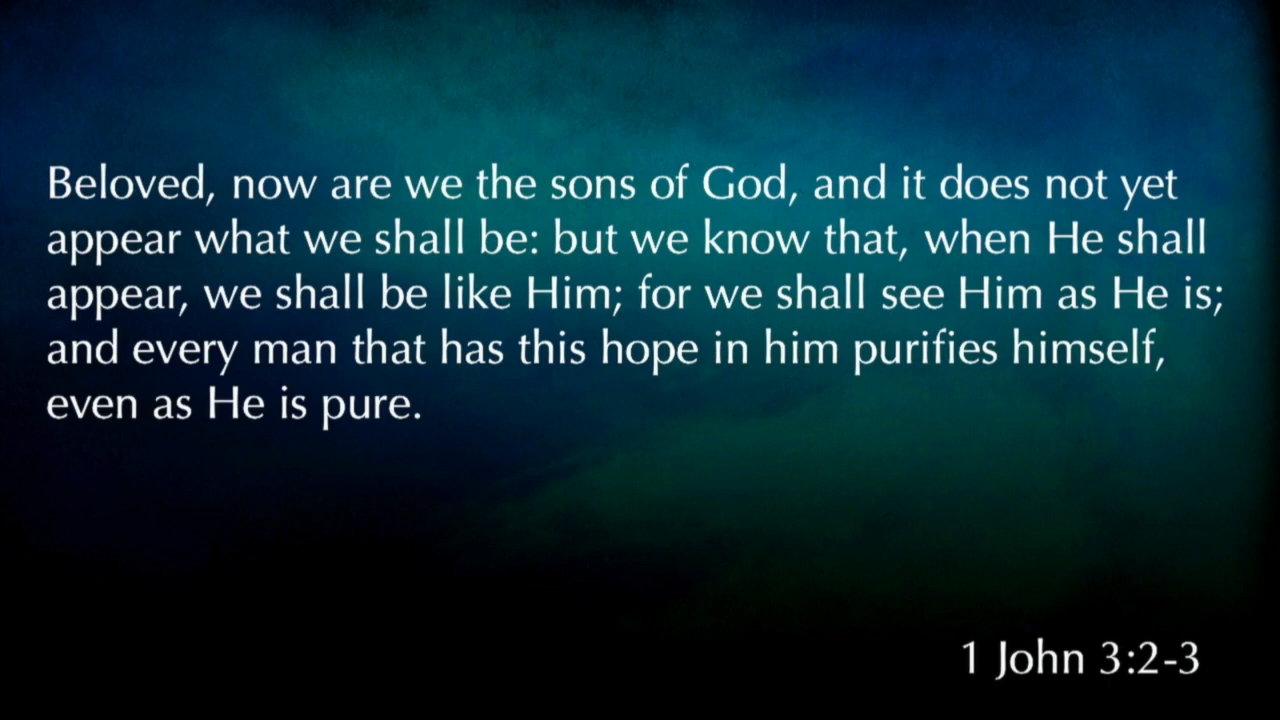 Beloved, now are we the sons of God, and it does not yet
appear what we shall be: but we know that, when He shall
appear, we shall be like Him; for we shall see Him as He is;
and every man that has this hope in him purifies himself,
even as He is pure.
1 John 3:2-3